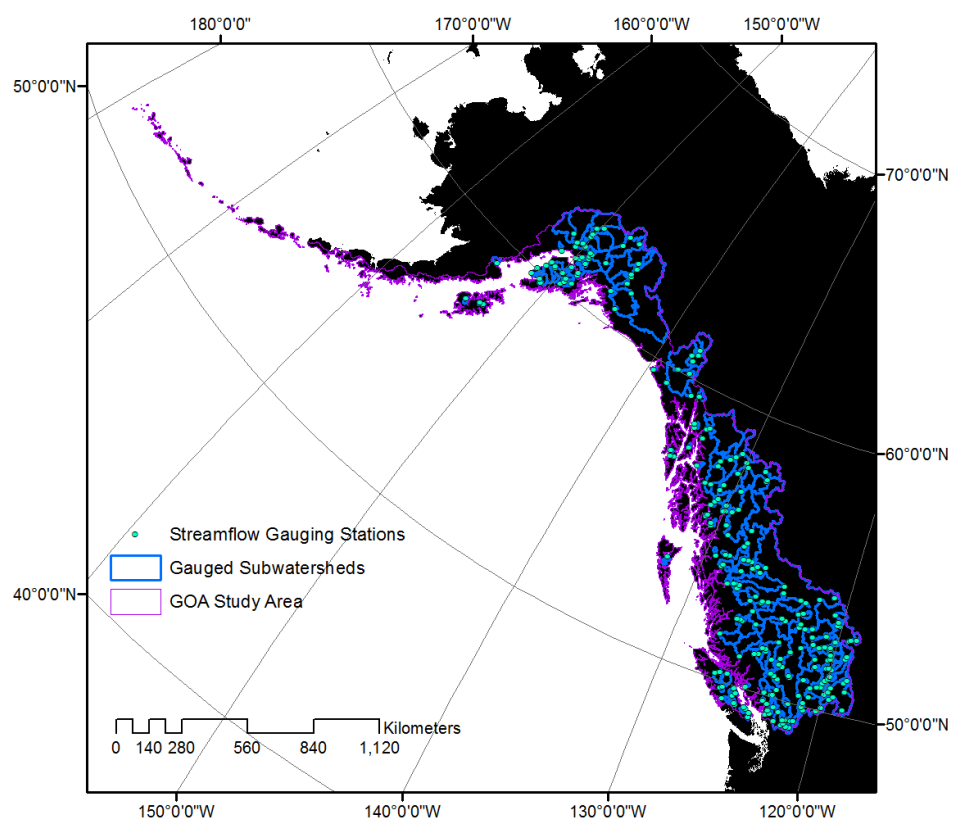 180°0'0"    170°0'0"W    160°0'0"W    150°0'0"W
50°0'0"N
70°0'0"N
60°0'0"N
Streamflow Gauging Stations
Gauged Subwatersheds
40°0'0"N
GOA Study Area
50°0'0"N
Kilometers
0 140 280 560 840 1,120
150°0'0"W    140°0'0"W    130°0'0"W    120°0'0"W